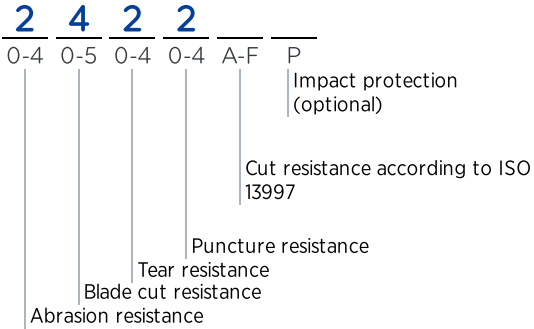 2 4 2 2
0-4 0-5 0-4 0-4 A-F P
Impact protection
(optional)
Cut resistance according to ISO
13997
Puncture resistance
Tear resistance
Blade cut resistance
Abrasion resistance